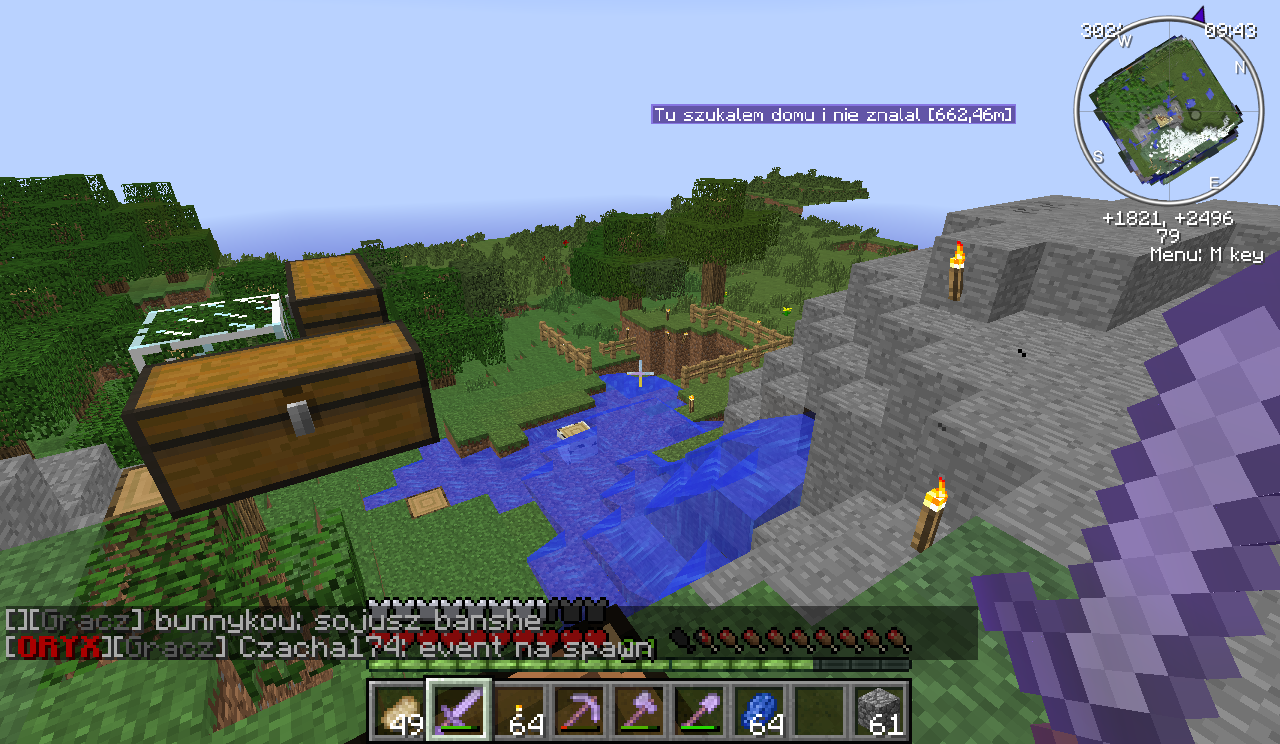 302° W 09:43
N
Tu szukalem domu i nie znalal [662,46m]
S
E
+1821, +2496
79
Menu: M key
[][Gracz] bunnykou: sojusz banshe
[ORYX][Gracz] Czacha174: event na spawn
49 64 64 61